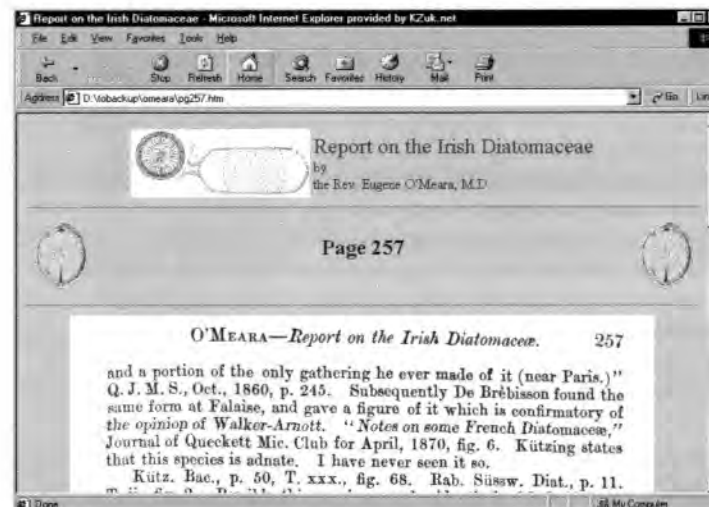 Report on the Irish Diatomaceae - Microsoft Internet Explorer provided by KZuk.net
File Edit View Favorites Tools Help
Back Stop Refresh Home Search Favorites History Mail Print
Address D:\tobackup\omeara\pg257.htm Go
Report on the Irish Diatomaceae
by
the Rev. Eugene O'Meara, M.D.
Page 257
O'MEARA—Report on the Irish Diatomaceæ. 257
and a portion of the only gathering he ever made of it (near Paris.)"
Q. J. M. S., Oct., 1860, p. 245. Subsequently De Brébisson found the
same form at Falaise, and gave a figure of it which is confirmatory of
the opiniop of Walker-Arnott. "Notes on some French Diatomaceæ,"
Journal of Queckett Mic. Club for April, 1870, fig. 6. Kützing states
that this species is adnate. I have never seen it so.
Kütz. Bac., p. 50, T. xxx., fig. 68. Rab. Süssw. Diat., p. 11.
Done My Computer